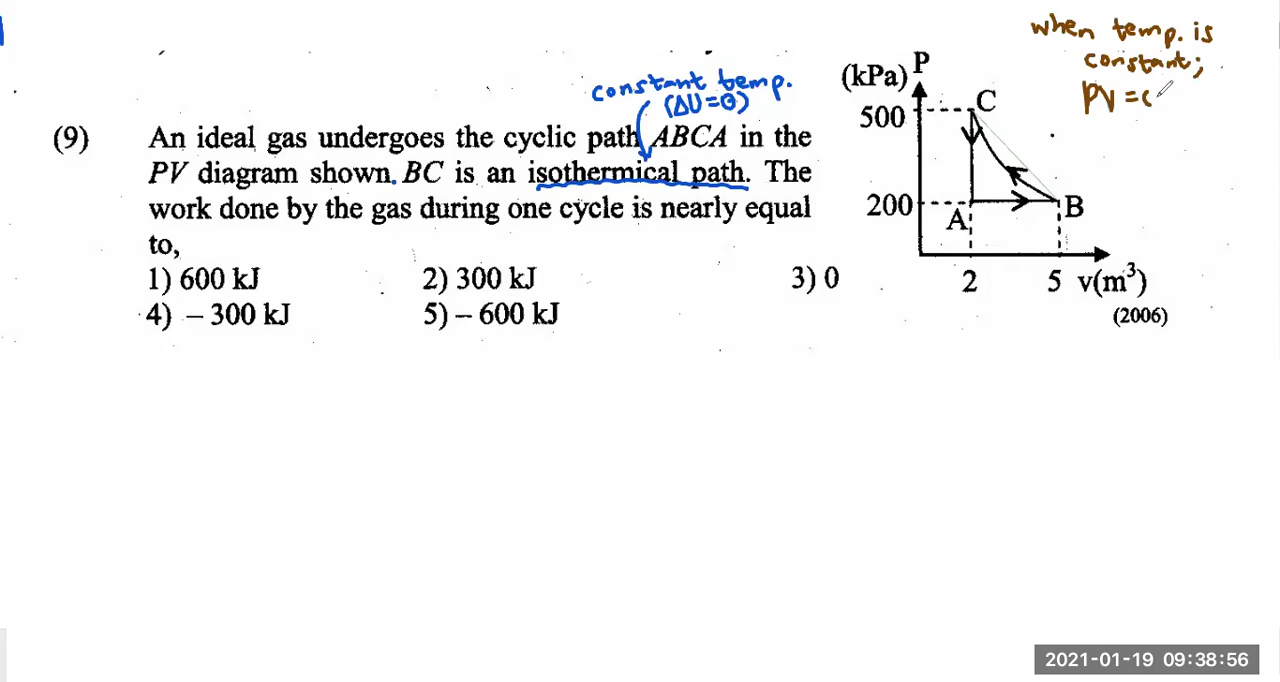 when temp. is
constant;
PV = c
constant temp.
(ΔU=0)
(9) An ideal gas undergoes the cyclic path ABCA in the
PV diagram shown. BC is an isothermical path. The
work done by the gas during one cycle is nearly equal
to,
1) 600 kJ 2) 300 kJ 3) 0
4) – 300 kJ 5) – 600 kJ
(kPa) P
500 C
200 A B
2 5 v(m³)
(2006)
2021-01-19 09:38:56